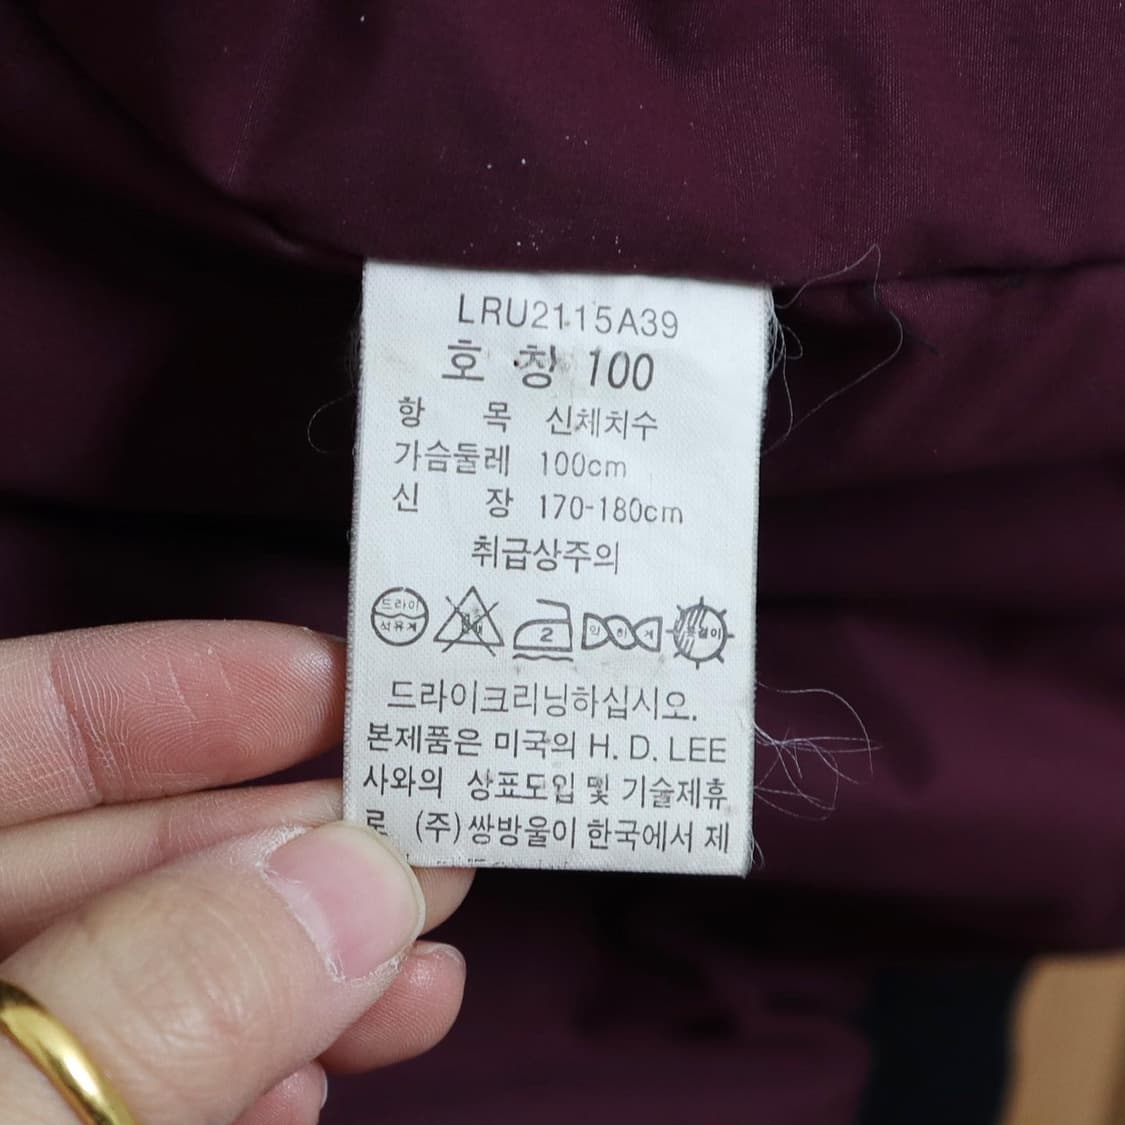 LRU2115A39
호 칭 100
항 목 신체치수
가슴둘레 100cm
신 장 170-180cm
취급상주의
드라이
석유계
2
약하게
옷걸이
드라이크리닝하십시오.
본제품은 미국의 H. D. LEE
사와의 상표도입 및 기술제휴
로 (주)쌍방울이 한국에서 제